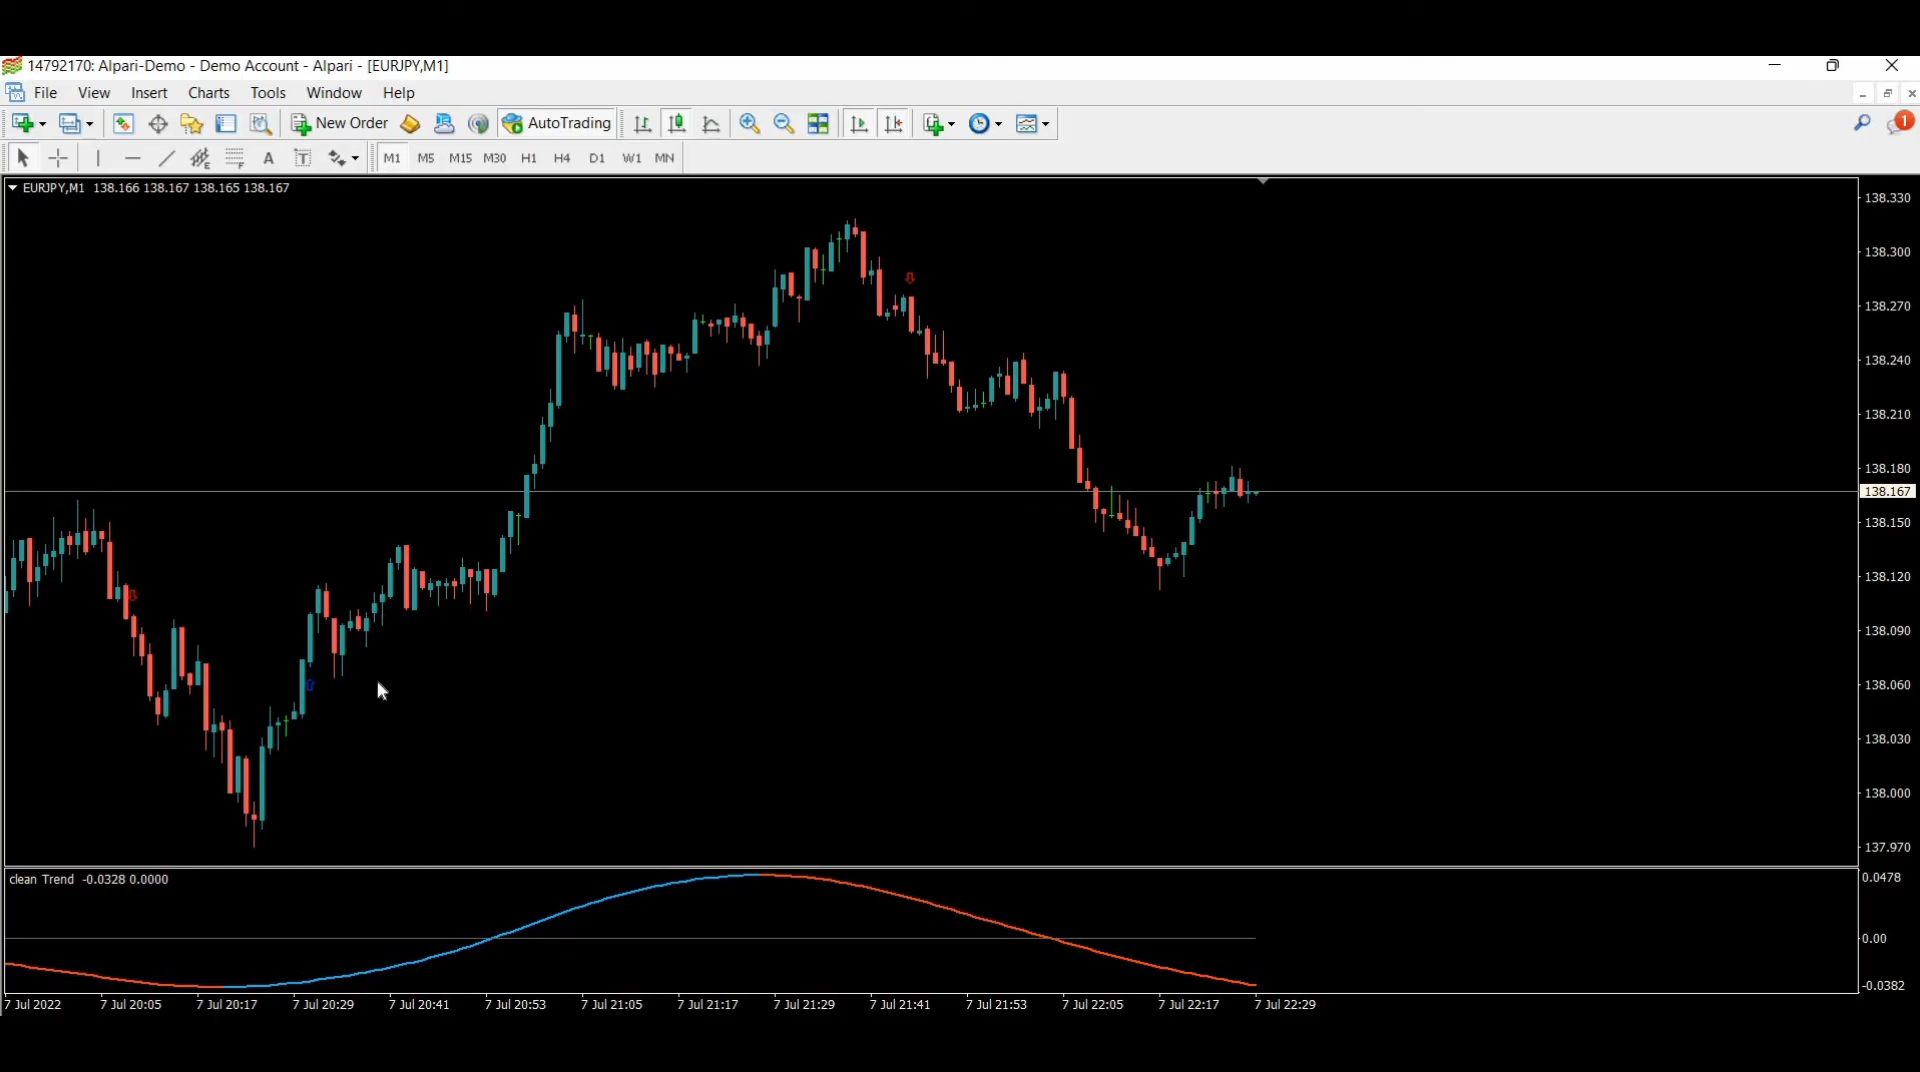 14792170: Alpari-Demo - Demo Account - Alpari - [EURJPY,M1]
File View Insert Charts Tools Window Help
New Order AutoTrading 1
A T M1 M5 M15 M30 H1 H4 D1 W1 MN
EURJPY,M1 138.166 138.167 138.165 138.167
138.330
138.300
138.270
138.240
138.210
138.180
138.167
138.150
138.120
138.090
138.060
138.030
138.000
137.970
clean Trend -0.0328 0.0000
0.0478
0.00
-0.0382
7 Jul 2022 7 Jul 20:05 7 Jul 20:17 7 Jul 20:29 7 Jul 20:41 7 Jul 20:53 7 Jul 21:05 7 Jul 21:17 7 Jul 21:29 7 Jul 21:41 7 Jul 21:53 7 Jul 22:05 7 Jul 22:17 7 Jul 22:29